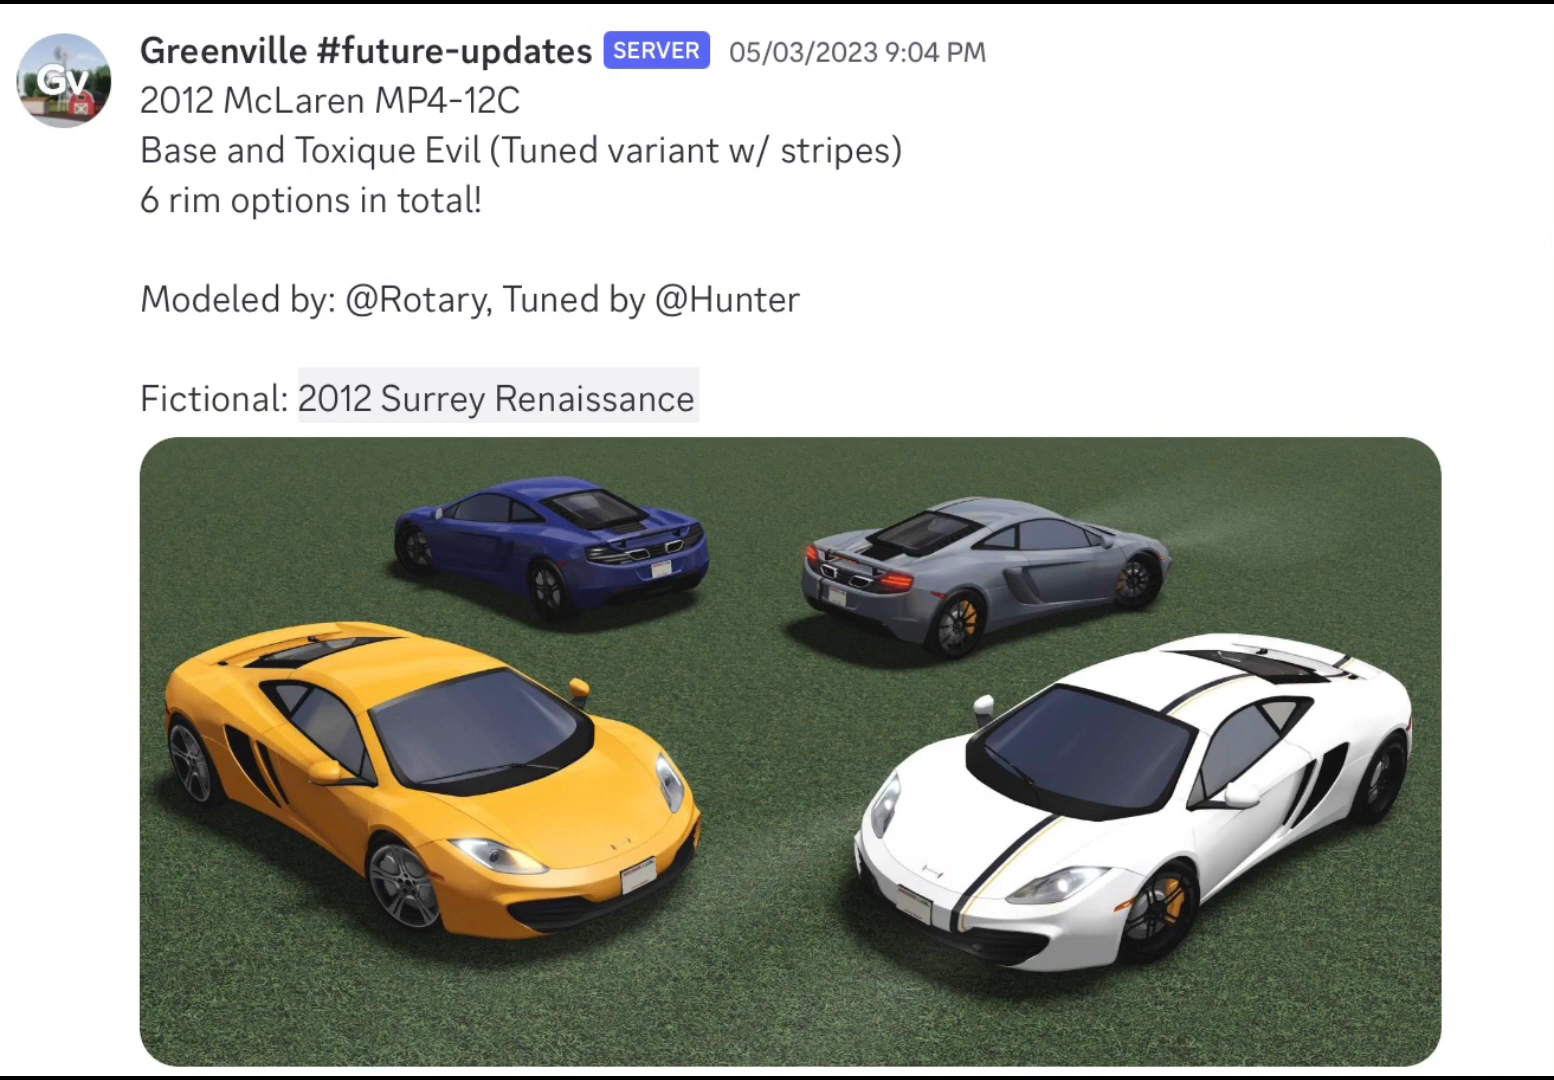 Gv
Greenville #future-updates SERVER 05/03/2023 9:04 PM
2012 McLaren MP4-12C
Base and Toxique Evil (Tuned variant w/ stripes)
6 rim options in total!
Modeled by: @Rotary, Tuned by @Hunter
Fictional: 2012 Surrey Renaissance